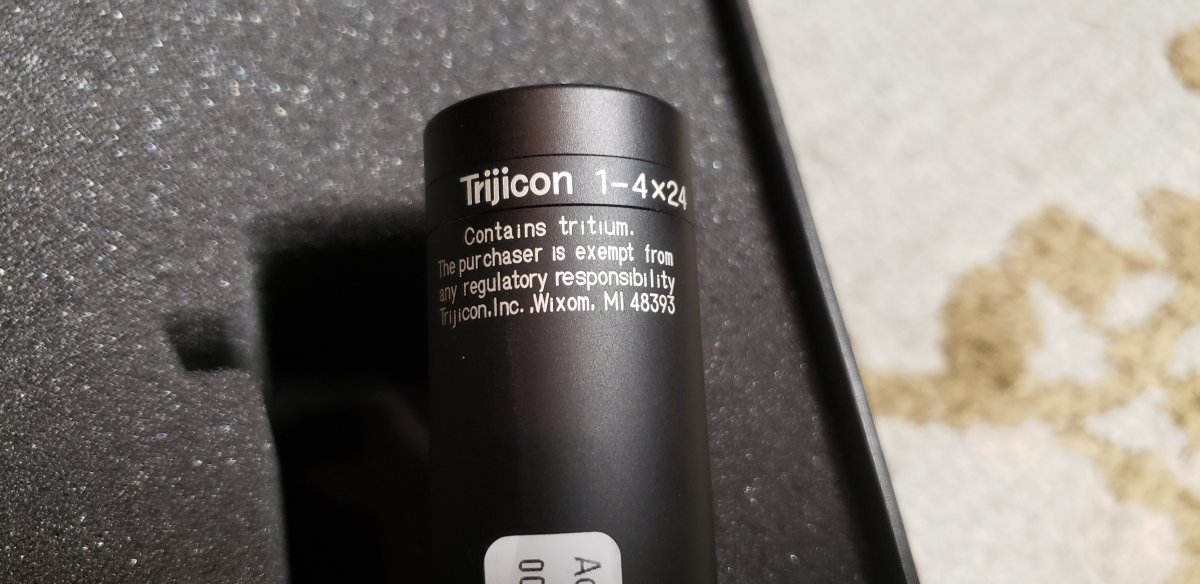 Trijicon 1-4x24
Contains tritium.
The purchaser is exempt from
any regulatory responsibility
Trijicon,Inc. ,Wixom, MI 48393